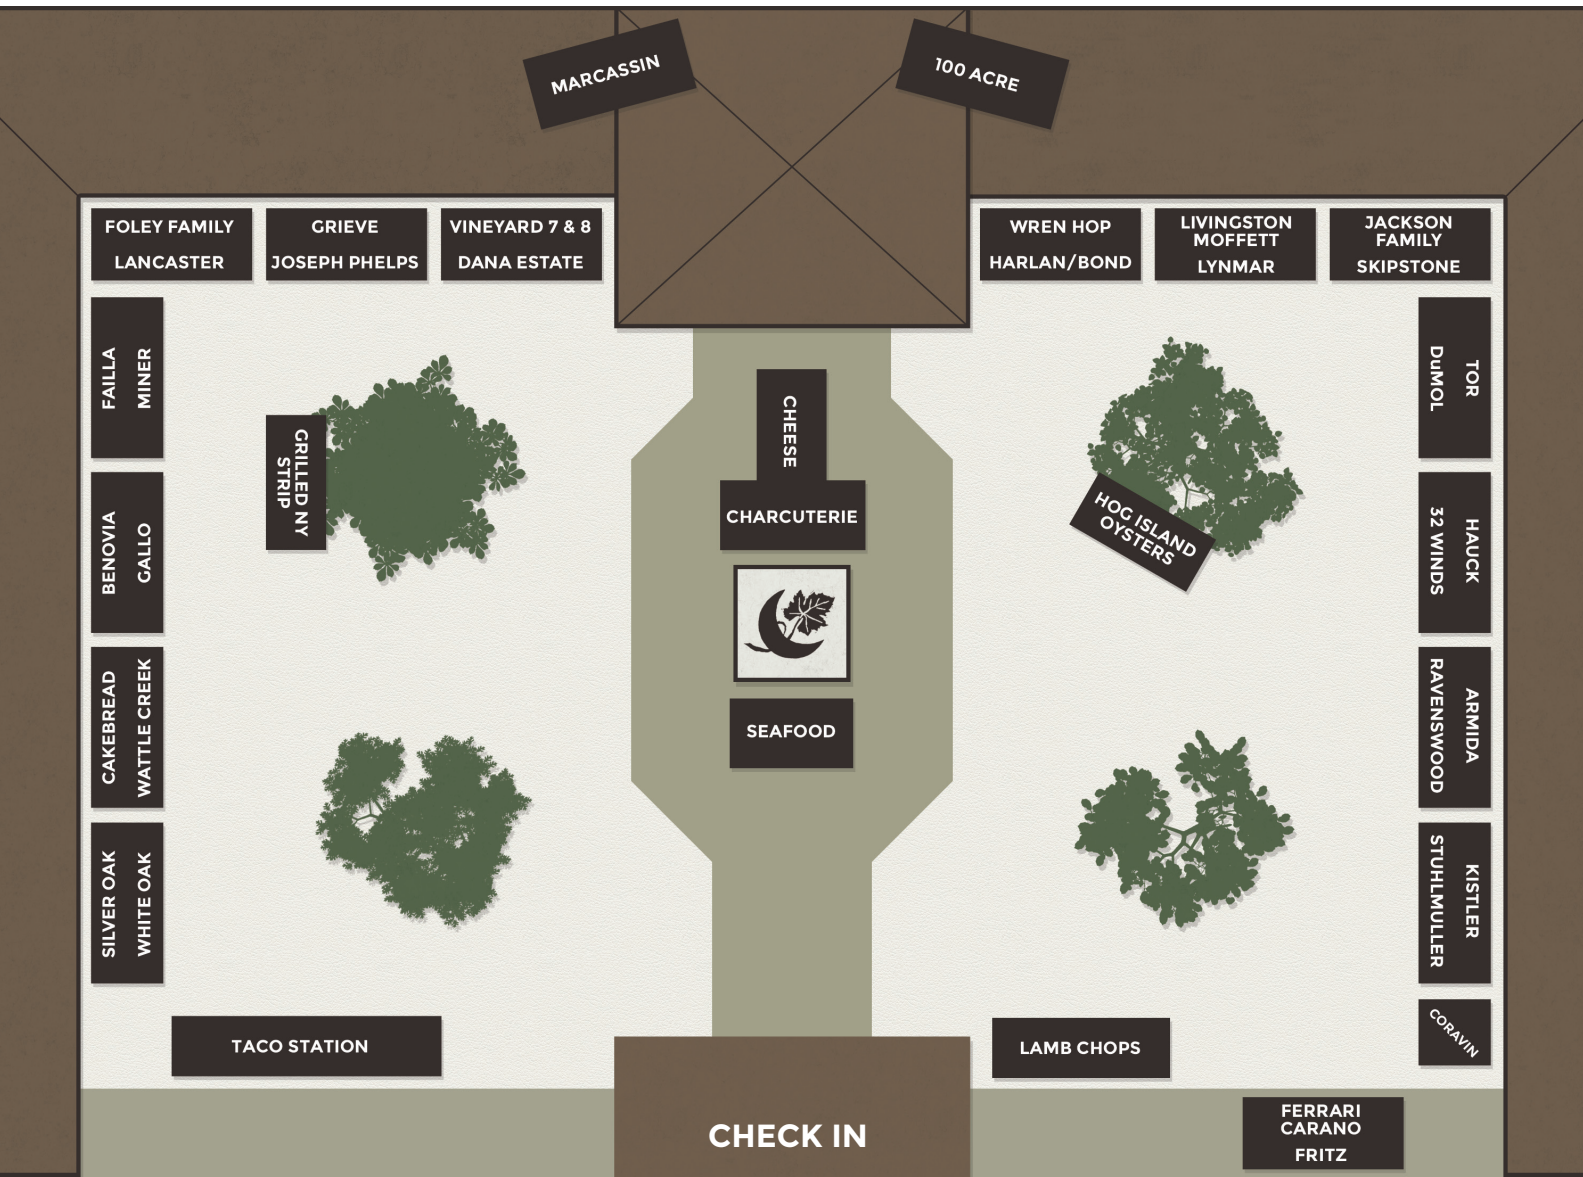 MARCASSIN
100 ACRE
FOLEY FAMILY
LANCASTER
GRIEVE
JOSEPH PHELPS
VINEYARD 7 & 8
DANA ESTATE
WREN HOP
HARLAN/BOND
LIVINGSTON
MOFFETT
LYNMAR
JACKSON
FAMILY
SKIPSTONE
FAILLA
MINER
BENOVIA
GALLO
CAKEBREAD
WATTLE CREEK
SILVER OAK
WHITE OAK
GRILLED NY
STRIP
CHEESE
CHARCUTERIE
SEAFOOD
HOG ISLAND
OYSTERS
TOR
DuMOL
HAUCK
32 WINDS
ARMIDA
RAVENSWOOD
KISTLER
STUHLMULLER
CORAVIN
TACO STATION
LAMB CHOPS
CHECK IN
FERRARI
CARANO
FRITZ